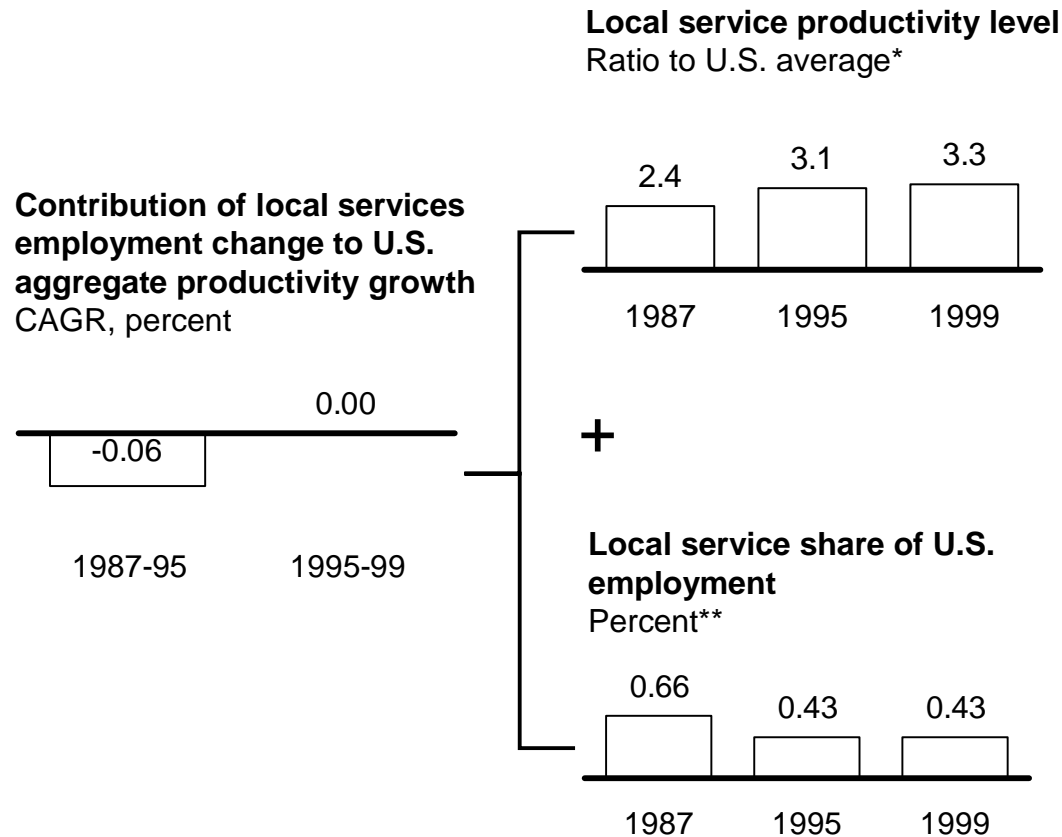 Local service productivity level
Ratio to U.S. average*
2.4
3.1
3.3
1987
1995
1999
Contribution of local services
employment change to U.S.
aggregate productivity growth
CAGR, percent
0.00
-0.06
1987-95
1995-99
+
Local service share of U.S.
employment
Percent**
0.66
0.43
0.43
1987
1995
1999